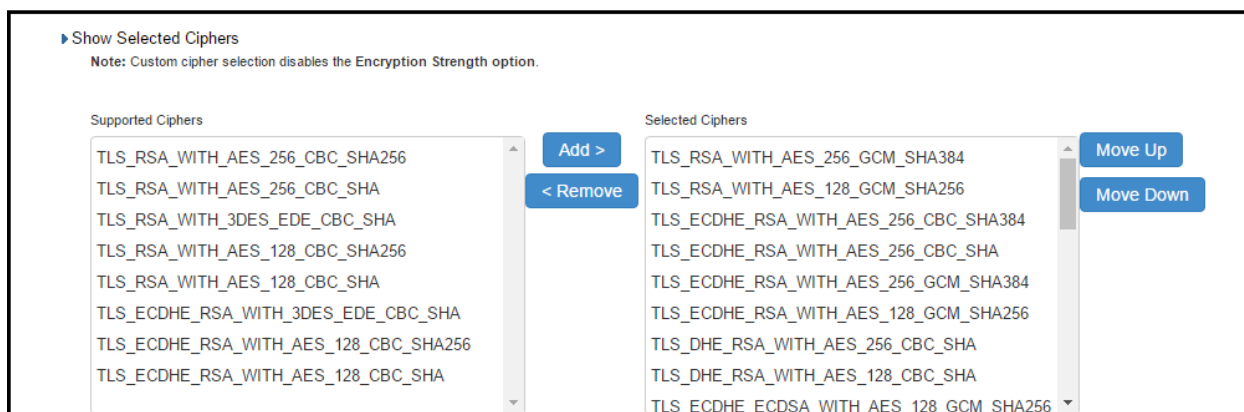 Show Selected Ciphers
Note: Custom cipher selection disables the Encryption Strength option.
Supported Ciphers
TLS_RSA_WITH_AES_256_CBC_SHA256
TLS_RSA_WITH_AES_256_CBC_SHA
TLS_RSA_WITH_3DES_EDE_CBC_SHA
TLS_RSA_WITH_AES_128_CBC_SHA256
TLS_RSA_WITH_AES_128_CBC_SHA
TLS_ECDHE_RSA_WITH_3DES_EDE_CBC_SHA
TLS_ECDHE_RSA_WITH_AES_128_CBC_SHA256
TLS_ECDHE_RSA_WITH_AES_128_CBC_SHA
Add >
< Remove
Selected Ciphers
TLS_RSA_WITH_AES_256_GCM_SHA384
TLS_RSA_WITH_AES_128_GCM_SHA256
TLS_ECDHE_RSA_WITH_AES_256_CBC_SHA384
TLS_ECDHE_RSA_WITH_AES_256_CBC_SHA
TLS_ECDHE_RSA_WITH_AES_256_GCM_SHA384
TLS_ECDHE_RSA_WITH_AES_128_GCM_SHA256
TLS_DHE_RSA_WITH_AES_256_CBC_SHA
TLS_DHE_RSA_WITH_AES_128_CBC_SHA
TLS_ECDHE_ECDSA_WITH_AES_128_GCM_SHA256
Move Up
Move Down